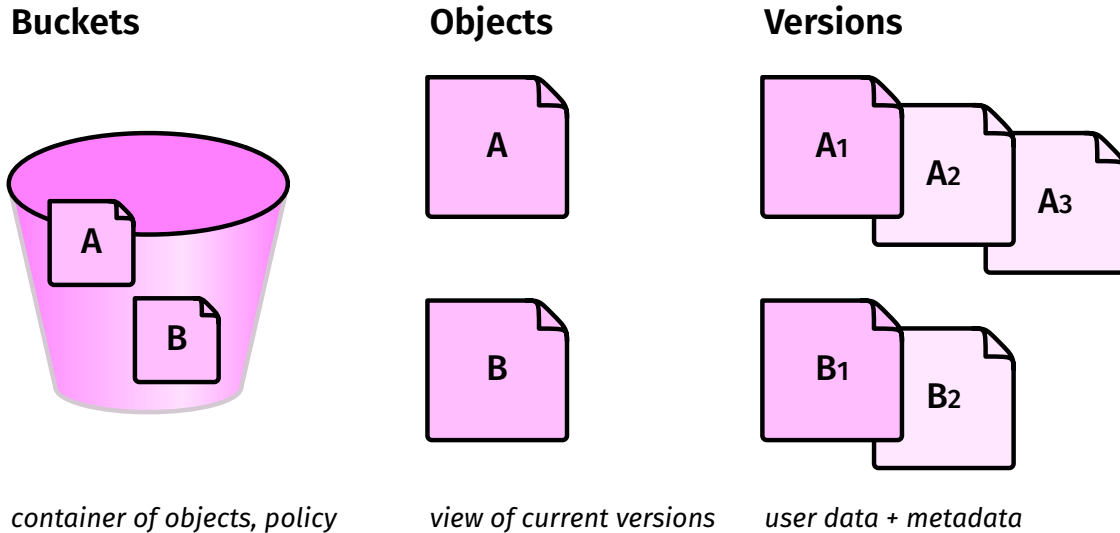 Buckets
Objects
Versions
A
B
A
B
A1
A2
A3
B1
B2
container of objects, policy
view of current versions
user data + metadata